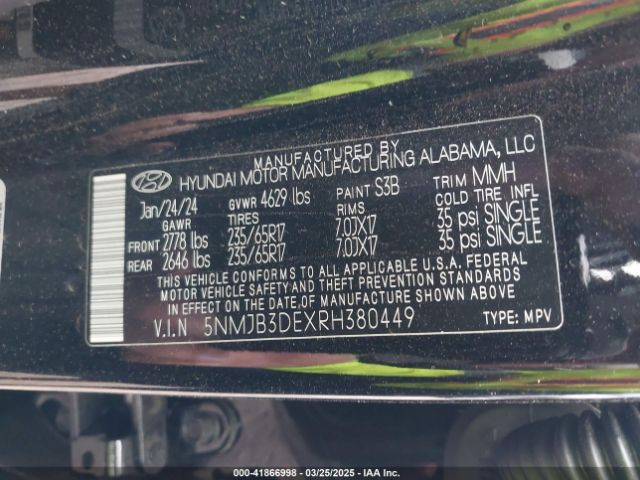 MANUFACTURED BY
HYUNDAI MOTOR MANUFACTURING ALABAMA, LLC
Jan/24/24 GVWR 4629 lbs PAINT S3B TRIM MMH
GAWR TIRES RIMS COLD TIRE INFL
FRONT 2778 lbs 235/65R17 7.0JX17 35 psi SINGLE
REAR 2646 lbs 235/65R17 7.0JX17 35 psi SINGLE
THIS VEHICLE CONFORMS TO ALL APPLICABLE U.S.A. FEDERAL
MOTOR VEHICLE SAFETY AND THEFT PREVENTION STANDARDS
IN EFFECT ON THE DATE OF MANUFACTURE SHOWN ABOVE.
V.I.N 5NMJB3DEXRH380449 TYPE: MPV
000-41866998 - 03/25/2025 - IAA Inc.